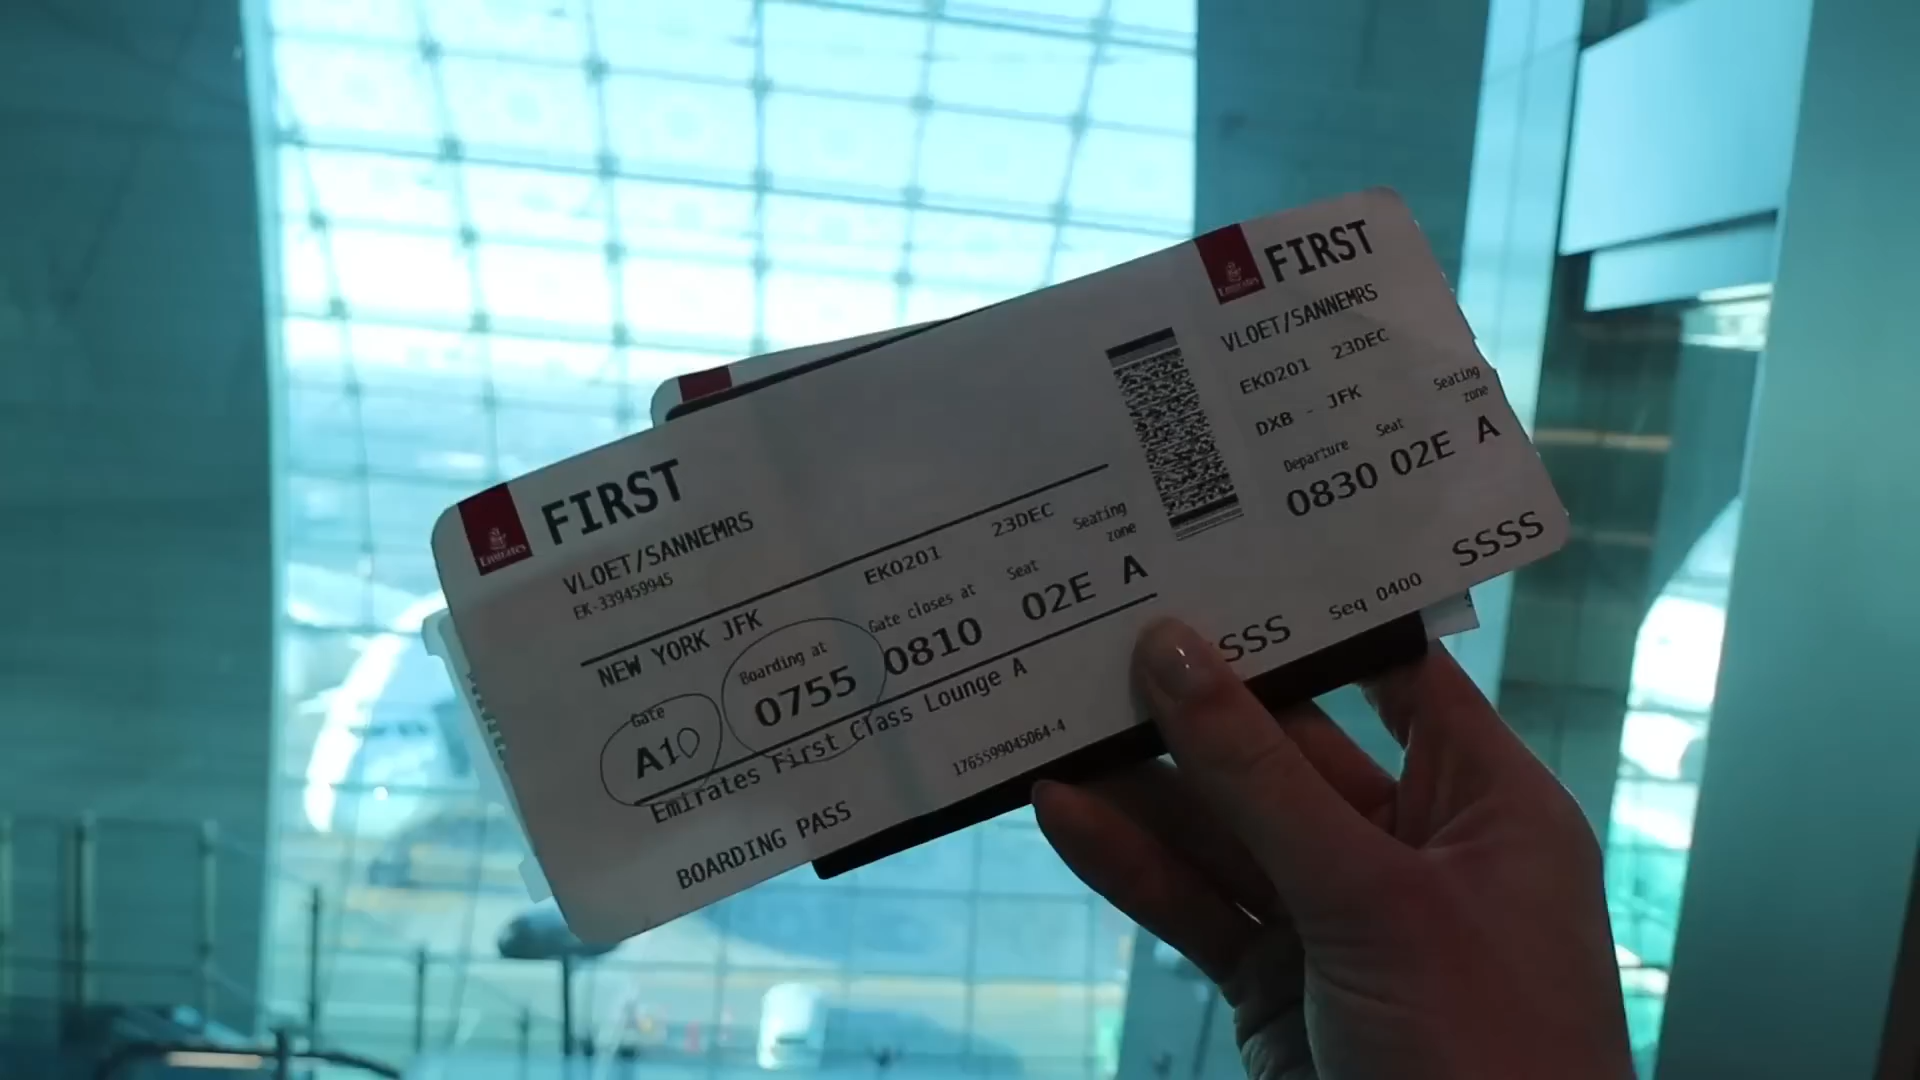 Emirates
FIRST
VLOET/SANNEMRS
EK-339459945
NEW YORK JFK EK0201 23DEC
Gate Boarding at Gate closes at Seat Seating zone
A10 0755 0810 02E A
Emirates First Class Lounge A
BOARDING PASS 1765599045064-4 SSSS
Emirates
FIRST
VLOET/SANNEMRS
EK0201 23DEC
DXB - JFK
Departure Seat Seating zone
0830 02E A
Seq 0400 SSSS